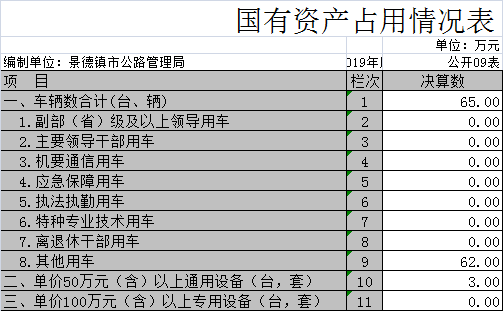 国有资产占用情况表
单位：万元
编制单位：景德镇市公路管理局 019年 公开09表
项 目 栏次 决算数
一、车辆数合计(台、辆) 1 65.00
1.副部（省）级及以上领导用车 2 0.00
2.主要领导干部用车 3 0.00
3.机要通信用车 4 0.00
4.应急保障用车 5 0.00
5.执法执勤用车 6 0.00
6.特种专业技术用车 7 0.00
7.离退休干部用车 8 0.00
8.其他用车 9 62.00
二、单价50万元（含）以上通用设备（台，套） 10 3.00
三、单价100万元（含）以上专用设备（台，套） 11 0.00